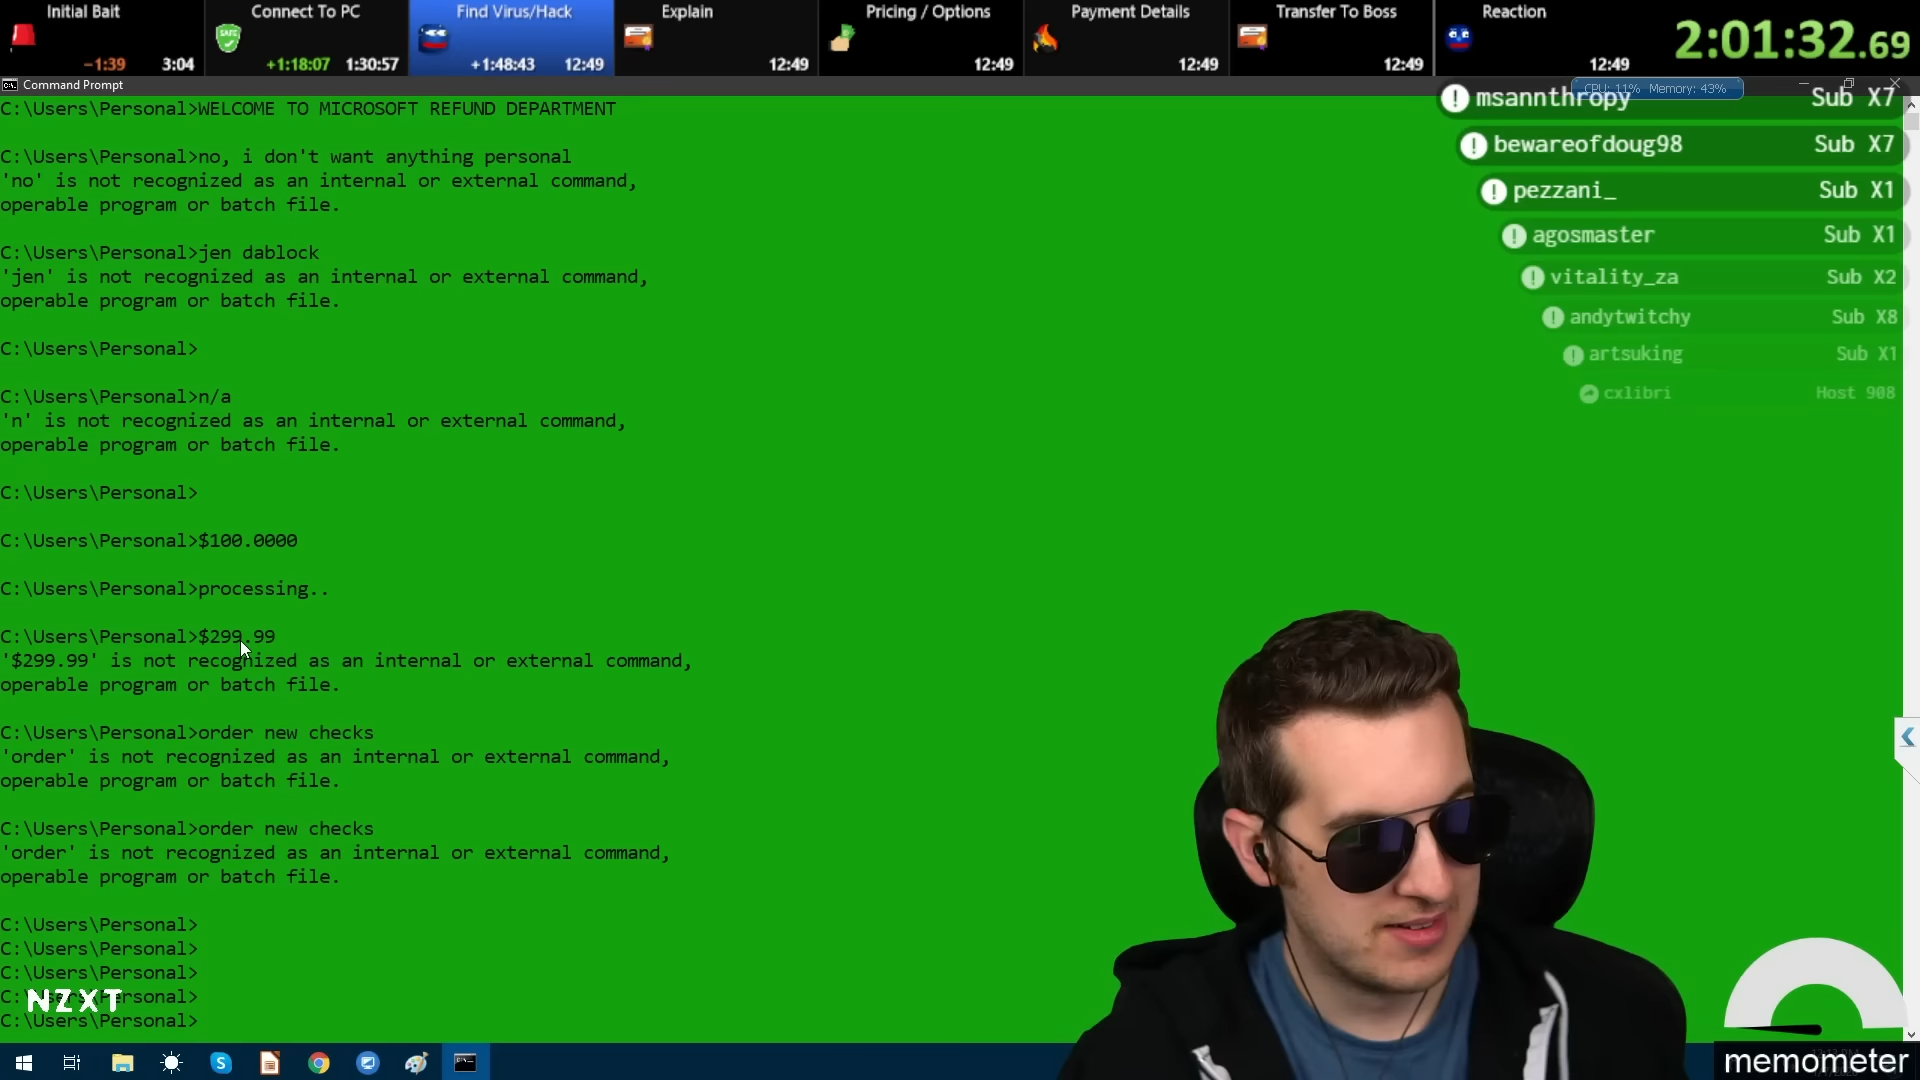 Initial Bait
-1:39 3:04
Connect To PC
SAFE
+1:18:07 1:30:57
Find Virus/Hack
+1:48:43 12:49
Explain
12:49
Pricing / Options
12:49
Payment Details
12:49
Transfer To Boss
12:49
Reaction
12:49
2:01:32.69
Command Prompt
CPU: 11% Memory: 43%
msannthropy Sub X7
bewareofdoug98 Sub X7
pezzani_ Sub X1
agosmaster Sub X1
vitality_za Sub X2
andytwitchy Sub X8
artsuking Sub X1
cxlibri Host 908
C:\Users\Personal>WELCOME TO MICROSOFT REFUND DEPARTMENT
C:\Users\Personal>no, i don't want anything personal
'no' is not recognized as an internal or external command,
operable program or batch file.
C:\Users\Personal>jen dablock
'jen' is not recognized as an internal or external command,
operable program or batch file.
C:\Users\Personal>
C:\Users\Personal>n/a
'n' is not recognized as an internal or external command,
operable program or batch file.
C:\Users\Personal>
C:\Users\Personal>$100.0000
C:\Users\Personal>processing..
C:\Users\Personal>$299.99
'$299.99' is not recognized as an internal or external command,
operable program or batch file.
C:\Users\Personal>order new checks
'order' is not recognized as an internal or external command,
operable program or batch file.
C:\Users\Personal>order new checks
'order' is not recognized as an internal or external command,
operable program or batch file.
C:\Users\Personal>
C:\Users\Personal>
C:\Users\Personal>
C:\Users\Personal>
C:\Users\Personal>
NZXT
memometer